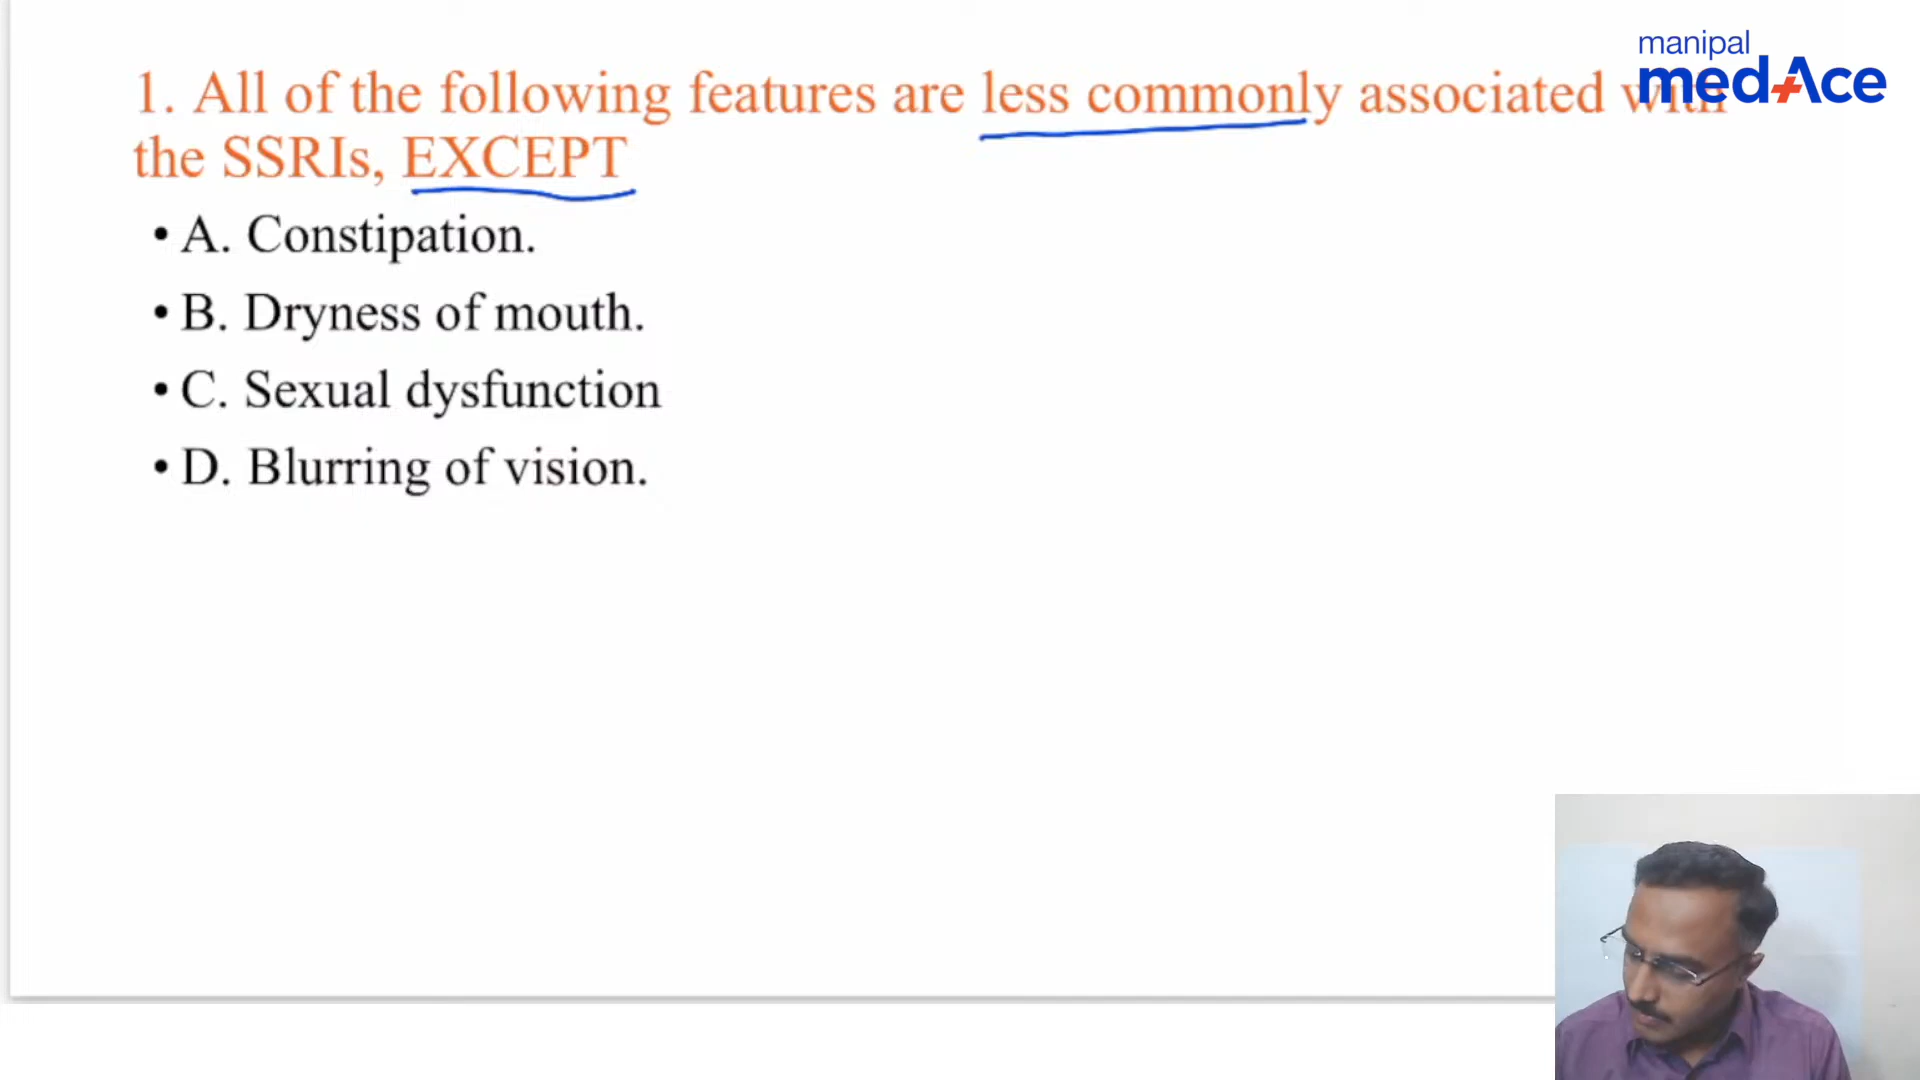 manipal
medAce
1. All of the following features are less commonly associated with
the SSRIs, EXCEPT
• A. Constipation.
• B. Dryness of mouth.
• C. Sexual dysfunction
• D. Blurring of vision.